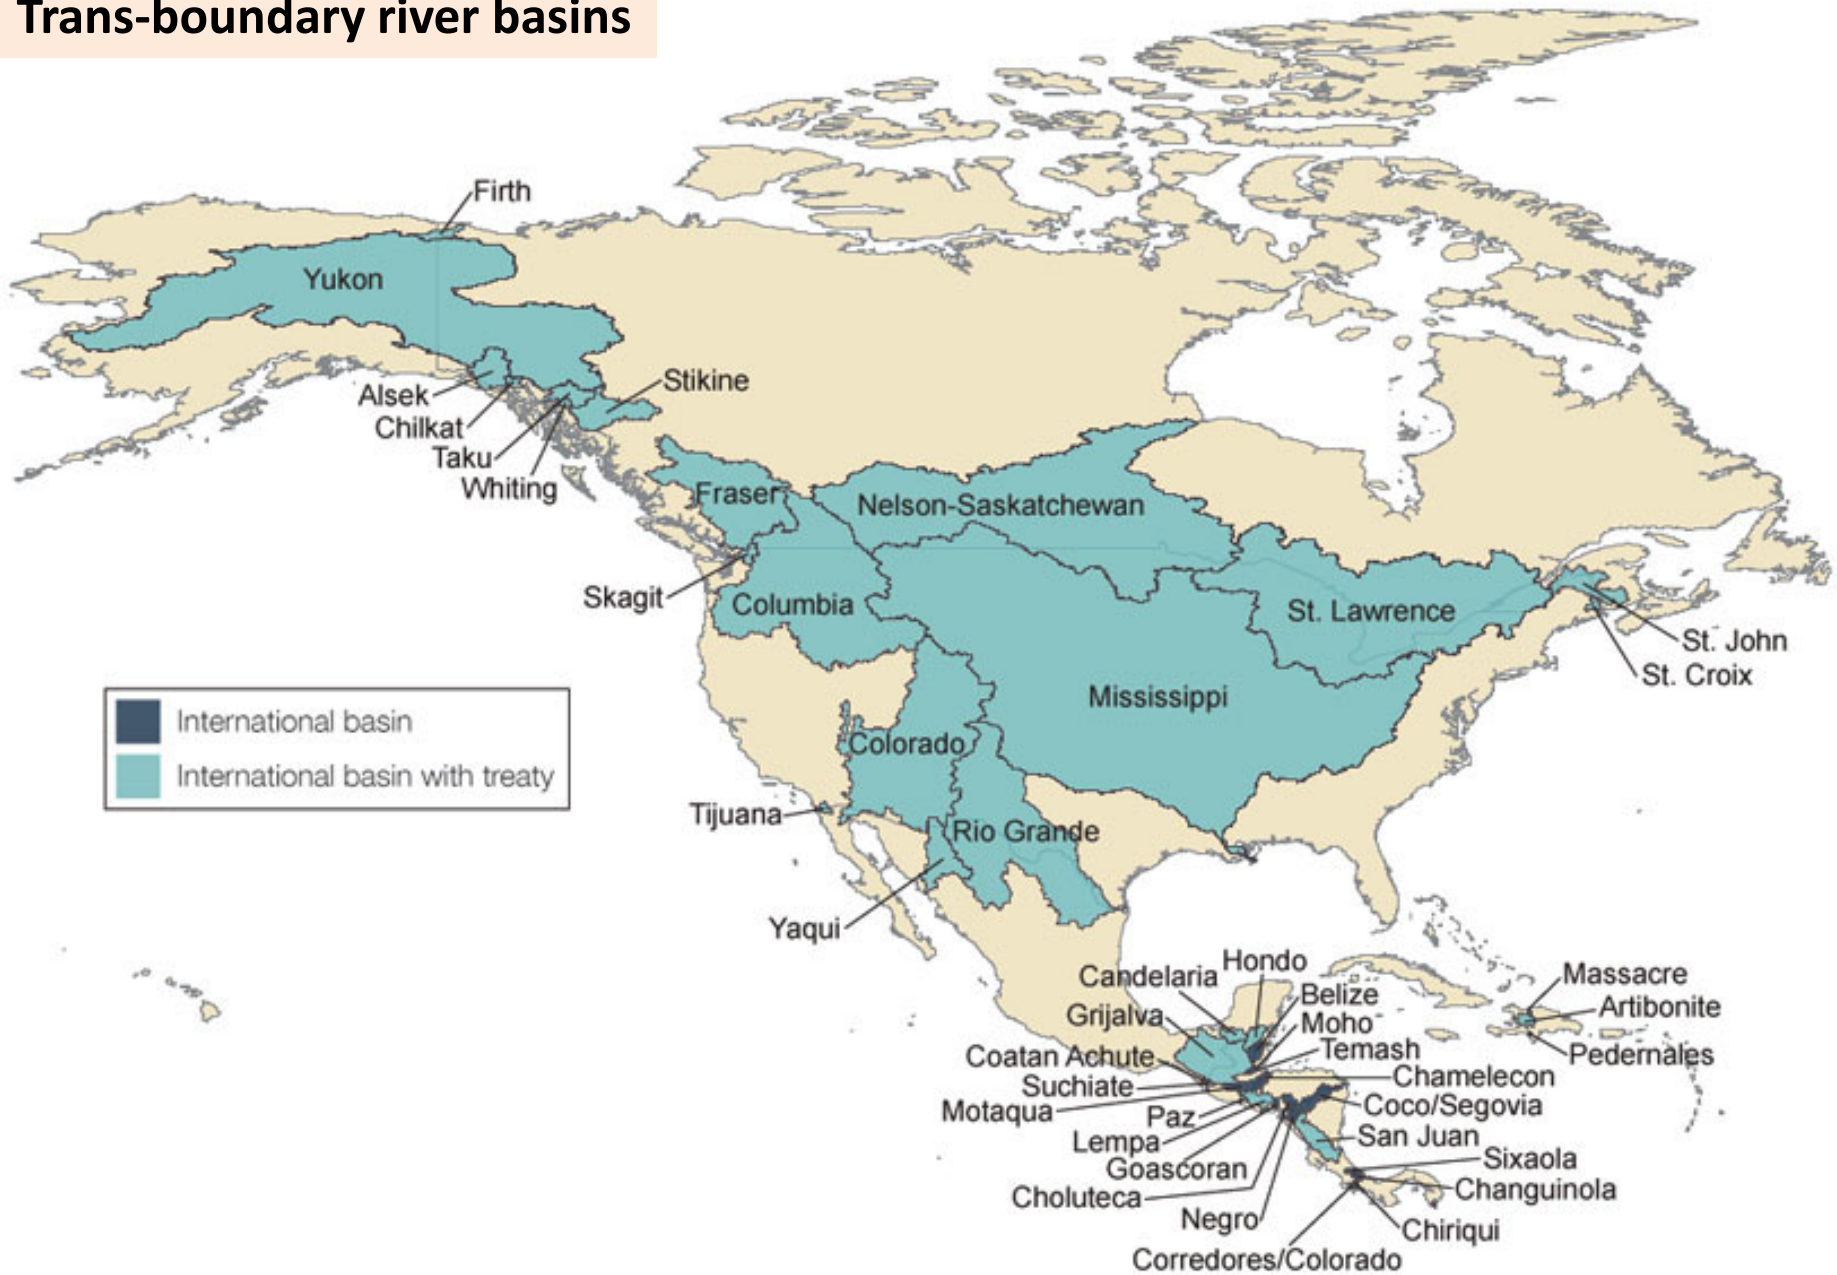 Trans-boundary river basins
Firth
Yukon
Stikine
Alsek
Chilkat
Taku
Whiting
Fraser
Nelson-Saskatchewan
Skagit
Columbia
St. Lawrence
St. John
St. Croix
Mississippi
International basin
International basin with treaty
Colorado
Tijuana
Rio Grande
Yaqui
Hondo
Candelaria
Massacre
Belize
Artibonite
Grijalva
Moho
Temash
Pedernales
Coatan Achute
Chamelecon
Suchiate
Coco/Segovia
Motaqua
Paz
San Juan
Lempa
Sixaola
Goascoran
Changuinola
Choluteca
Negro
Chiriqui
Corredores/Colorado